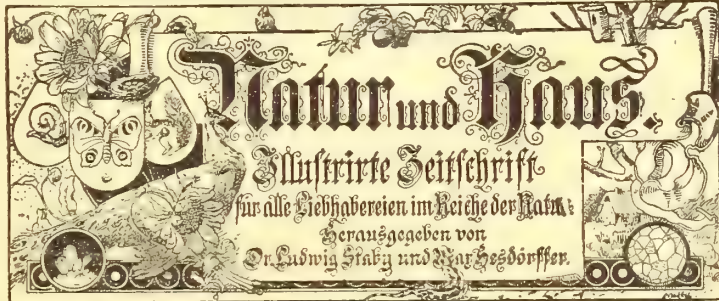 Natur und Haus.
Illustrirte Zeitschrift
für alle Liebhabereien im Reiche der Natur
Herausgegeben von
Dr. Ludwig Staby und Max Hesdörffer.